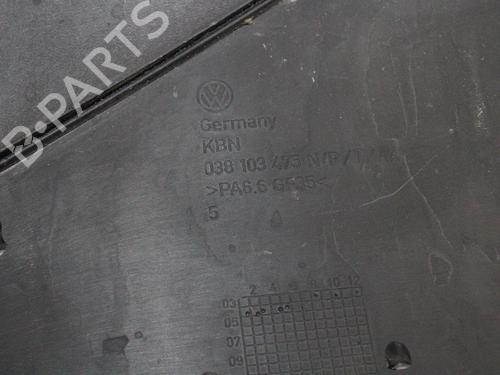 B-PARTS
Germany
KBN
038 103 473 N/P/T/
>PA6.6 GF35<
5
2 4 6 8 10 12
03
05
07
09